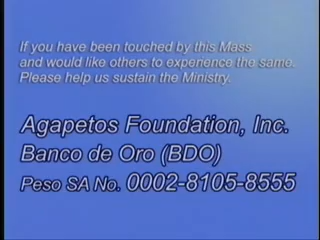 If you have been touched by this Mass
and would like others to experience the same.
Please help us sustain the Ministry.
Agapetos Foundation, Inc.
Banco de Oro (BDO)
Peso SA No. 0002-8105-8555